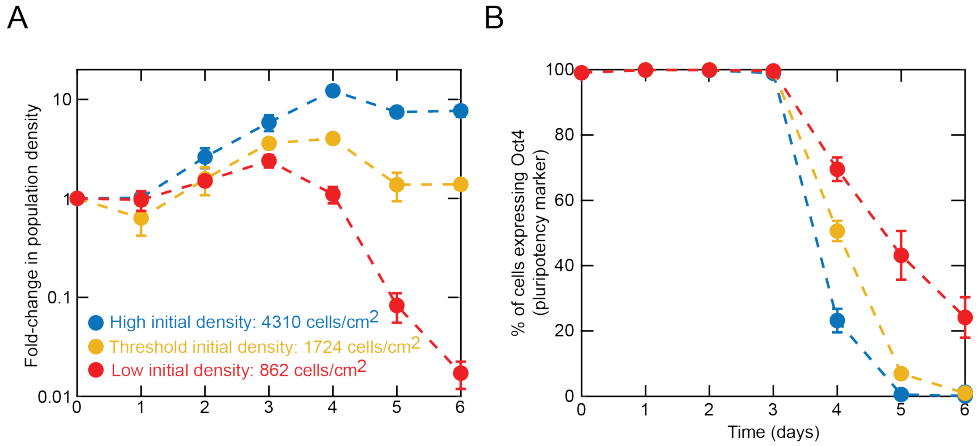 A
B
Fold-change in population density
10
1
0.1
0.01
High initial density: 4310 cells/cm2
Threshold initial density: 1724 cells/cm2
Low initial density: 862 cells/cm2
0 1 2 3 4 5 6
% of cells expressing Oct4
(pluripotency marker)
100
80
60
40
20
0
0 1 2 3 4 5 6
Time (days)